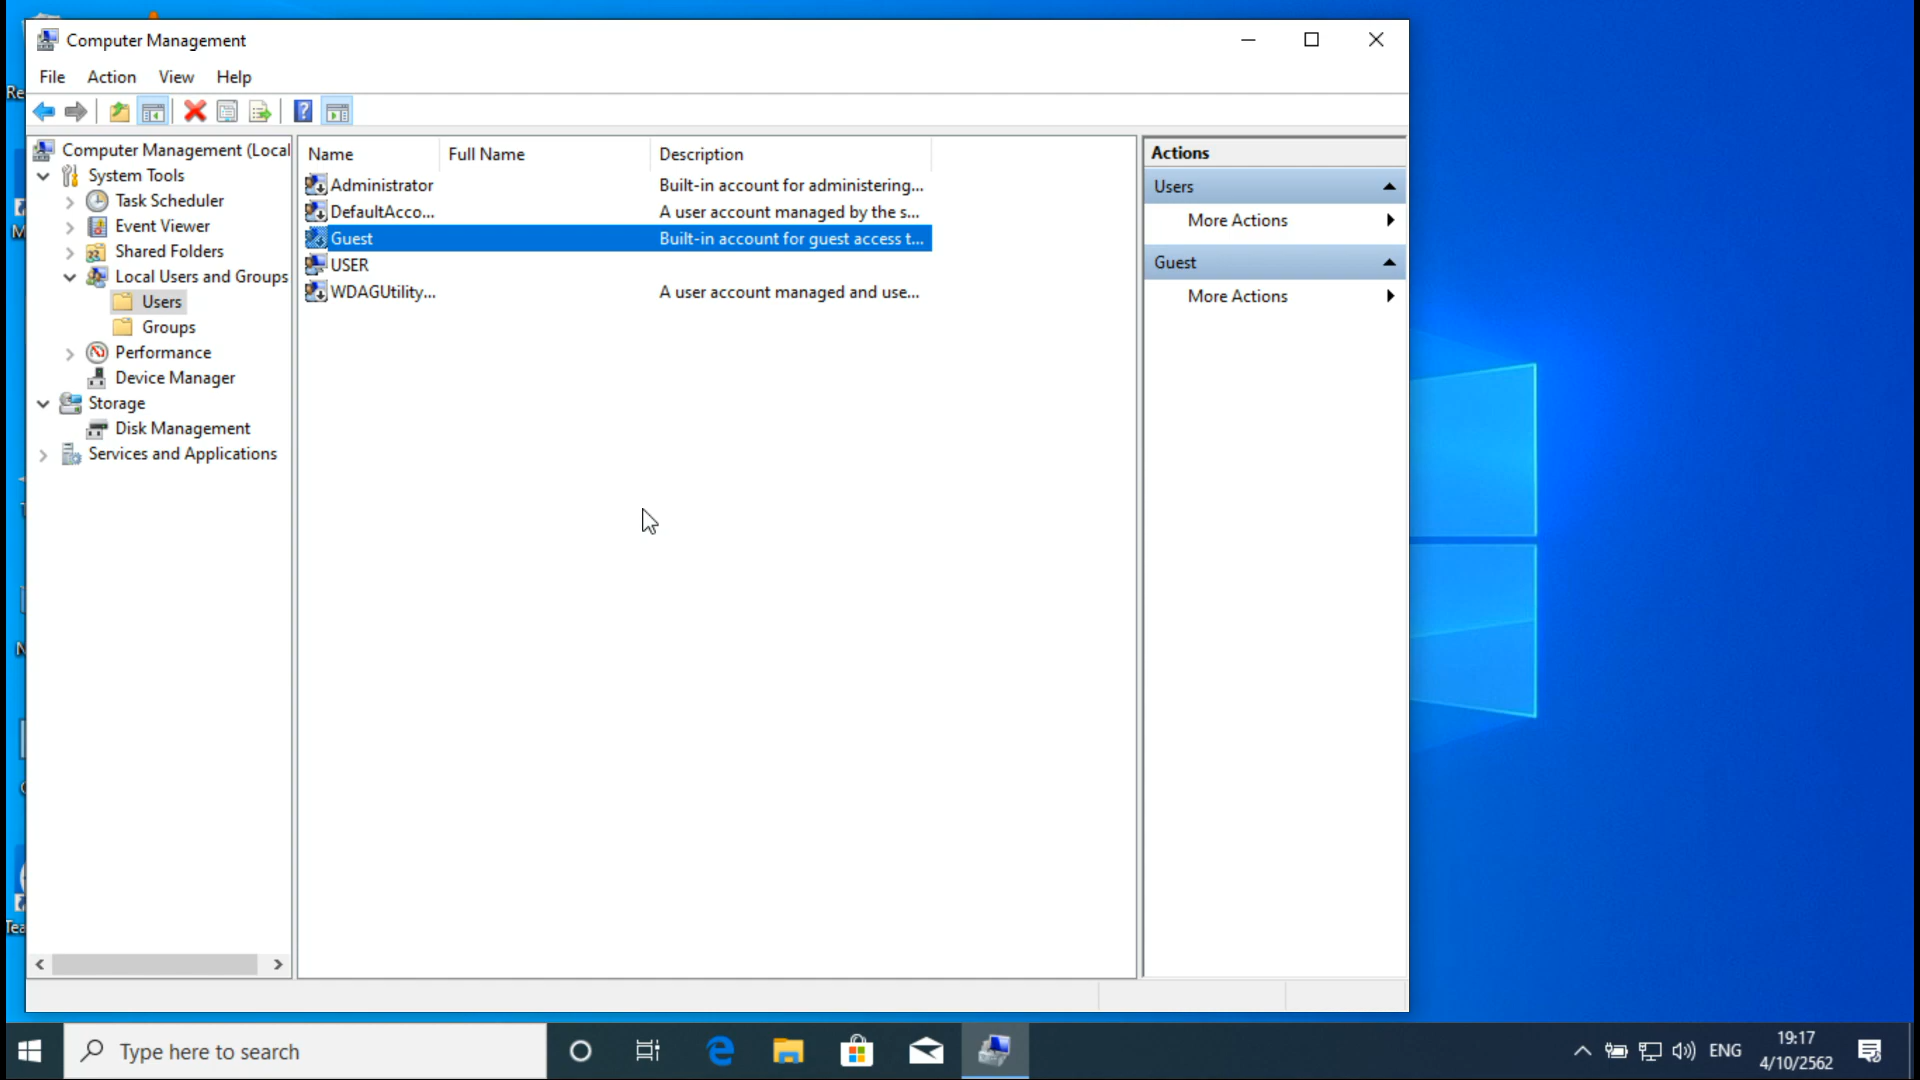 Computer Management
File Action View Help
Computer Management (Local
System Tools
Task Scheduler
Event Viewer
Shared Folders
Local Users and Groups
Users
Groups
Performance
Device Manager
Storage
Disk Management
Services and Applications
Name Full Name Description
Administrator Built-in account for administering...
DefaultAcco... A user account managed by the s...
Guest Built-in account for guest access t...
USER
WDAGUtility... A user account managed and use...
Actions
Users
More Actions
Guest
More Actions
Re
M
N
Tea
Type here to search
ENG
19:17
4/10/2562